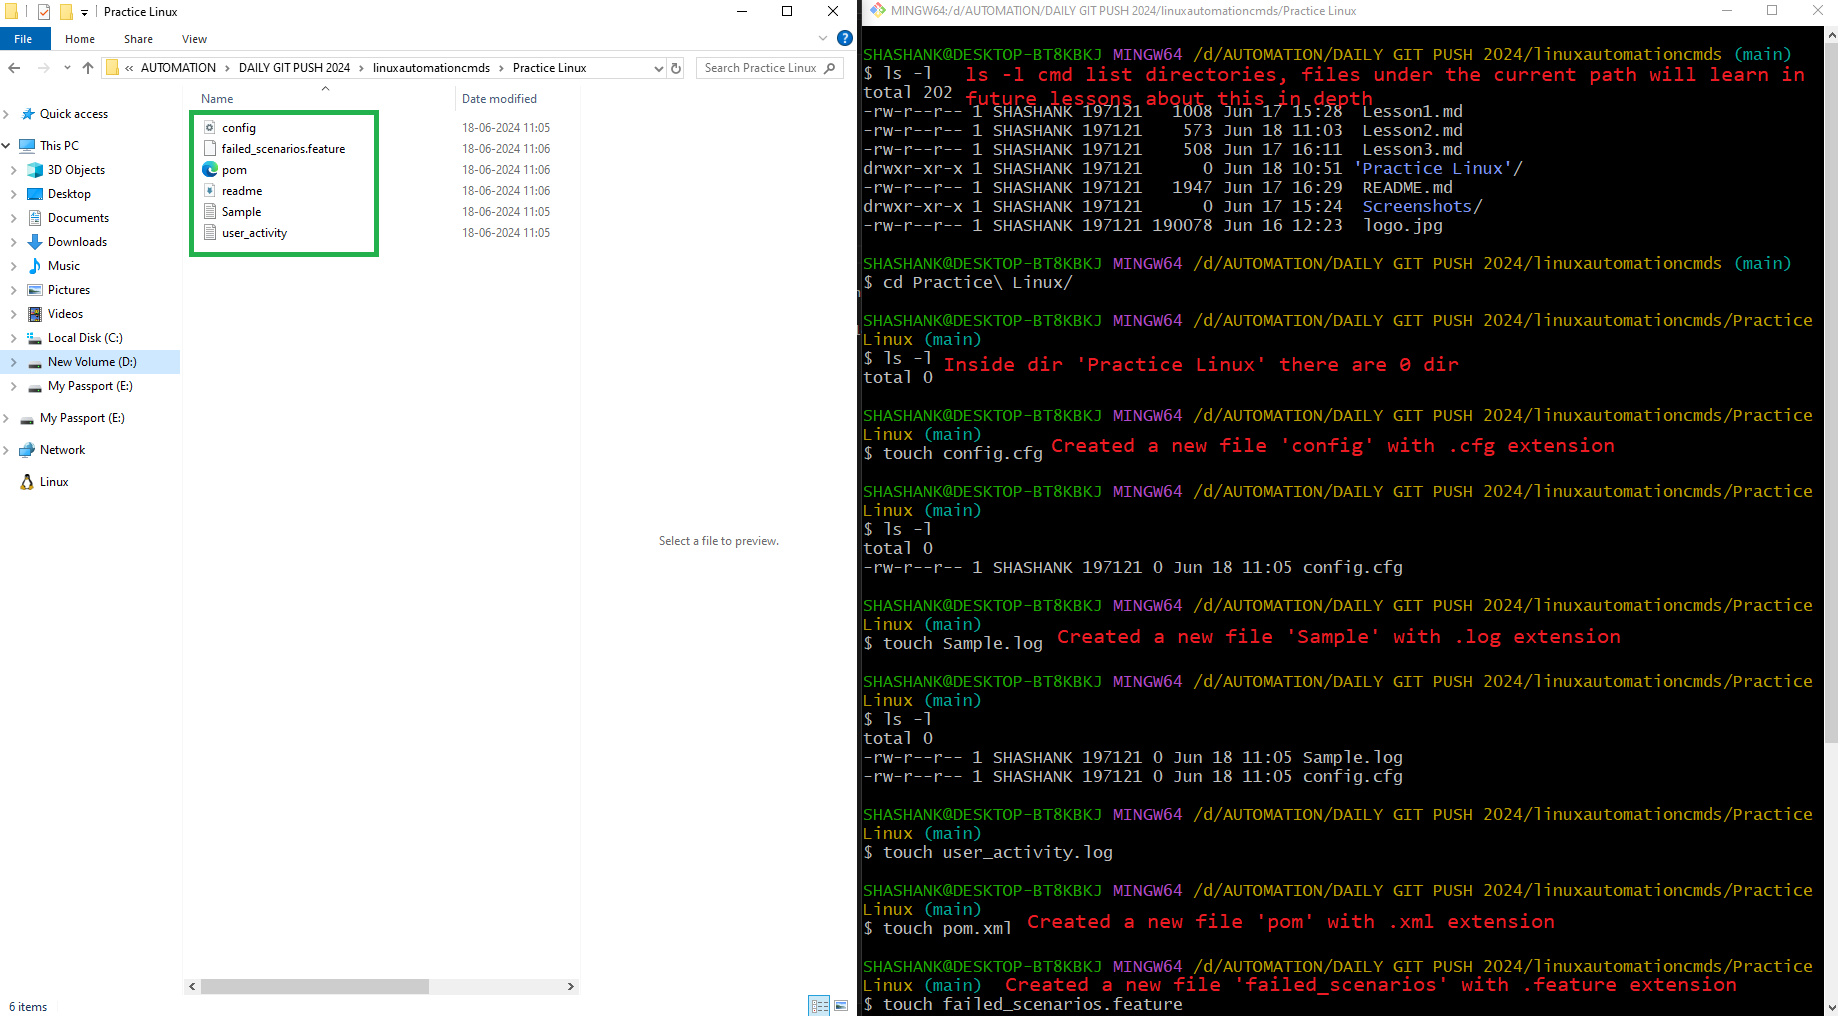 Practice Linux
File Home Share View
« AUTOMATION > DAILY GIT PUSH 2024 > linuxautomationcmds > Practice Linux
Search Practice Linux
Quick access
This PC
3D Objects
Desktop
Documents
Downloads
Music
Pictures
Videos
Local Disk (C:)
New Volume (D:)
My Passport (E:)
My Passport (E:)
Network
Linux
Name Date modified
config 18-06-2024 11:05
failed_scenarios.feature 18-06-2024 11:06
pom 18-06-2024 11:06
readme 18-06-2024 11:06
Sample 18-06-2024 11:05
user_activity 18-06-2024 11:05
Select a file to preview.
6 items
MINGW64:/d/AUTOMATION/DAILY GIT PUSH 2024/linuxautomationcmds/Practice Linux
SHASHANK@DESKTOP-BT8KBKJ MINGW64 /d/AUTOMATION/DAILY GIT PUSH 2024/linuxautomationcmds (main)
$ ls -l
ls -l cmd list directories, files under the current path will learn in
future lessons about this in depth
total 202
-rw-r--r-- 1 SHASHANK 197121 1008 Jun 17 15:28 Lesson1.md
-rw-r--r-- 1 SHASHANK 197121 573 Jun 18 11:03 Lesson2.md
-rw-r--r-- 1 SHASHANK 197121 508 Jun 17 16:11 Lesson3.md
drwxr-xr-x 1 SHASHANK 197121 0 Jun 18 10:51 'Practice Linux'/
-rw-r--r-- 1 SHASHANK 197121 1947 Jun 17 16:29 README.md
drwxr-xr-x 1 SHASHANK 197121 0 Jun 17 15:24 Screenshots/
-rw-r--r-- 1 SHASHANK 197121 190078 Jun 16 12:23 logo.jpg
SHASHANK@DESKTOP-BT8KBKJ MINGW64 /d/AUTOMATION/DAILY GIT PUSH 2024/linuxautomationcmds (main)
$ cd Practice\ Linux/
SHASHANK@DESKTOP-BT8KBKJ MINGW64 /d/AUTOMATION/DAILY GIT PUSH 2024/linuxautomationcmds/Practice
Linux (main)
$ ls -l
Inside dir 'Practice Linux' there are 0 dir
total 0
SHASHANK@DESKTOP-BT8KBKJ MINGW64 /d/AUTOMATION/DAILY GIT PUSH 2024/linuxautomationcmds/Practice
Linux (main)
$ touch config.cfg
Created a new file 'config' with .cfg extension
SHASHANK@DESKTOP-BT8KBKJ MINGW64 /d/AUTOMATION/DAILY GIT PUSH 2024/linuxautomationcmds/Practice
Linux (main)
$ ls -l
total 0
-rw-r--r-- 1 SHASHANK 197121 0 Jun 18 11:05 config.cfg
SHASHANK@DESKTOP-BT8KBKJ MINGW64 /d/AUTOMATION/DAILY GIT PUSH 2024/linuxautomationcmds/Practice
Linux (main)
$ touch Sample.log
Created a new file 'Sample' with .log extension
SHASHANK@DESKTOP-BT8KBKJ MINGW64 /d/AUTOMATION/DAILY GIT PUSH 2024/linuxautomationcmds/Practice
Linux (main)
$ ls -l
total 0
-rw-r--r-- 1 SHASHANK 197121 0 Jun 18 11:05 Sample.log
-rw-r--r-- 1 SHASHANK 197121 0 Jun 18 11:05 config.cfg
SHASHANK@DESKTOP-BT8KBKJ MINGW64 /d/AUTOMATION/DAILY GIT PUSH 2024/linuxautomationcmds/Practice
Linux (main)
$ touch user_activity.log
SHASHANK@DESKTOP-BT8KBKJ MINGW64 /d/AUTOMATION/DAILY GIT PUSH 2024/linuxautomationcmds/Practice
Linux (main)
$ touch pom.xml
Created a new file 'pom' with .xml extension
SHASHANK@DESKTOP-BT8KBKJ MINGW64 /d/AUTOMATION/DAILY GIT PUSH 2024/linuxautomationcmds/Practice
Linux (main)
Created a new file 'failed_scenarios' with .feature extension
$ touch failed_scenarios.feature